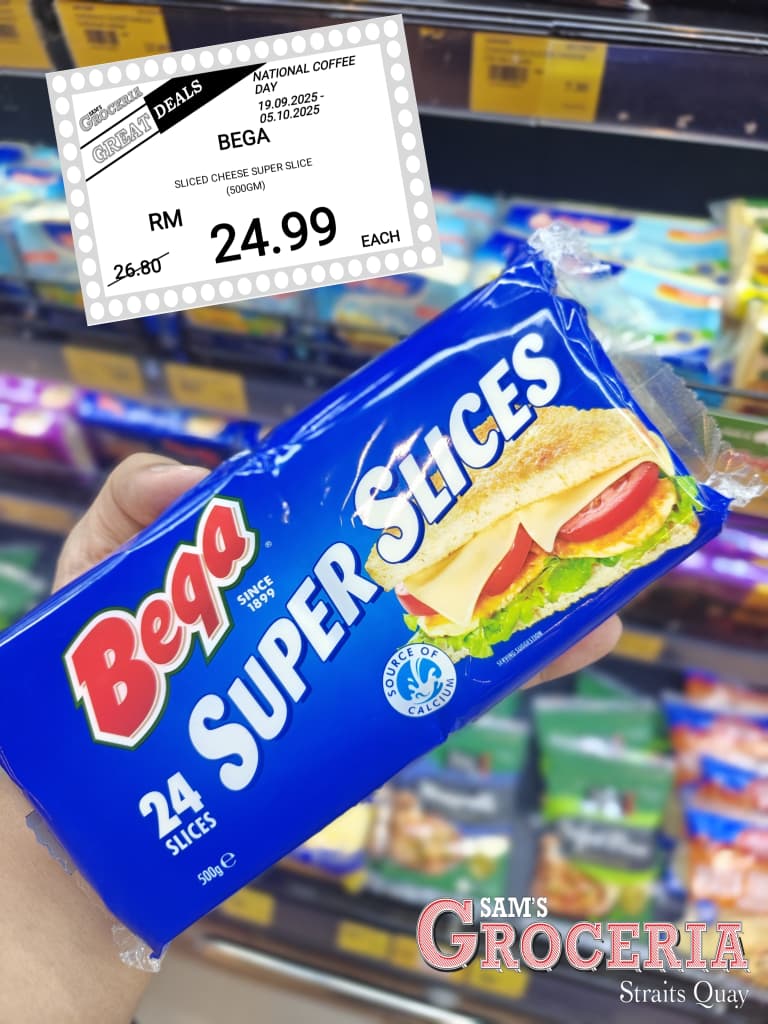 SAM'S
GROCERIA
GREAT DEALS
NATIONAL COFFEE
DAY
19.09.2025 -
05.10.2025
BEGA
SLICED CHEESE SUPER SLICE
(500GM)
RM
26.80
24.99
EACH
Bega
®
SINCE
1899
SUPER SLICES
24
SLICES
500g e
SOURCE OF
CALCIUM
SERVING SUGGESTION
SAM'S
GROCERIA
Straits Quay